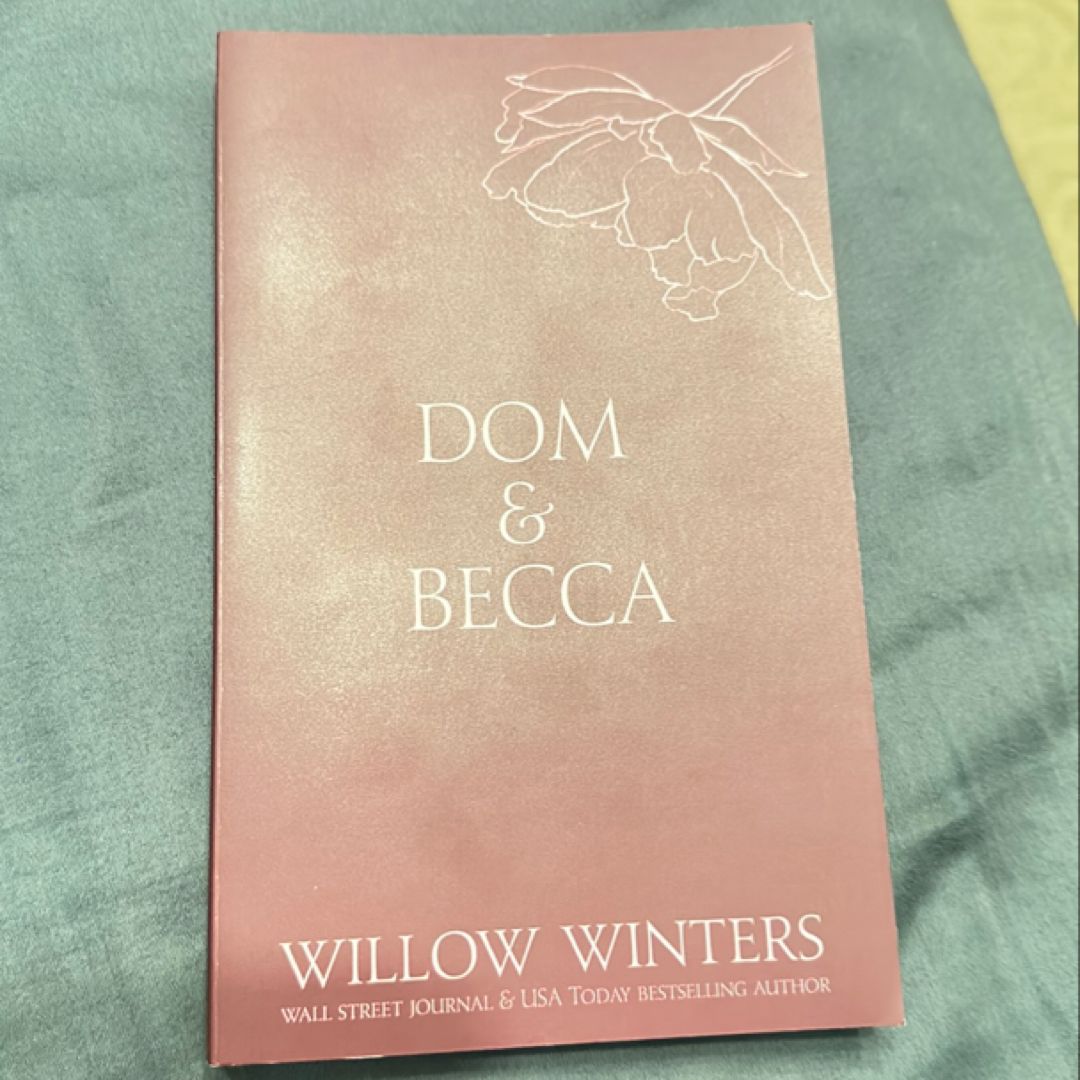 DOM
&
BECCA
WILLOW WINTERS
WALL STREET JOURNAL & USA TODAY BESTSELLING AUTHOR